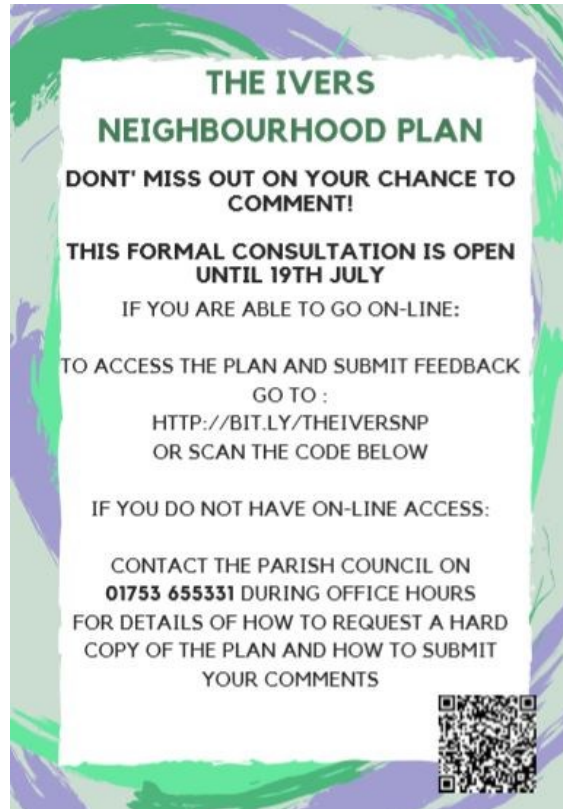 THE IVERS
NEIGHBOURHOOD PLAN
DONT' MISS OUT ON YOUR CHANCE TO
COMMENT!
THIS FORMAL CONSULTATION IS OPEN
UNTIL 19TH JULY
IF YOU ARE ABLE TO GO ON-LINE:
TO ACCESS THE PLAN AND SUBMIT FEEDBACK
GO TO :
HTTP://BIT.LY/THEIVERSNP
OR SCAN THE CODE BELOW
IF YOU DO NOT HAVE ON-LINE ACCESS:
CONTACT THE PARISH COUNCIL ON
01753 655331 DURING OFFICE HOURS
FOR DETAILS OF HOW TO REQUEST A HARD
COPY OF THE PLAN AND HOW TO SUBMIT
YOUR COMMENTS